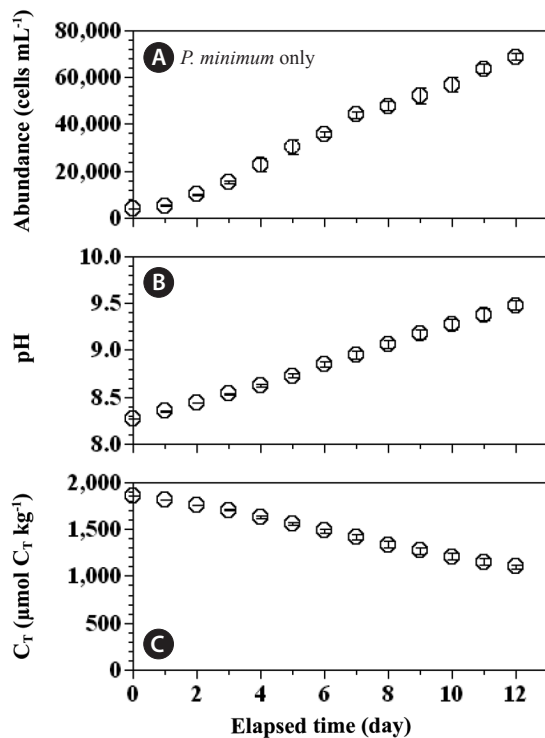 A P. minimum only
Abundance (cells mL⁻¹)
80,000
60,000
40,000
20,000
0
B
pH
10.0
9.5
9.0
8.5
8.0
C_T (µmol C_T kg⁻¹)
2,000
1,500
1,000
500
0
C
0 2 4 6 8 10 12
Elapsed time (day)